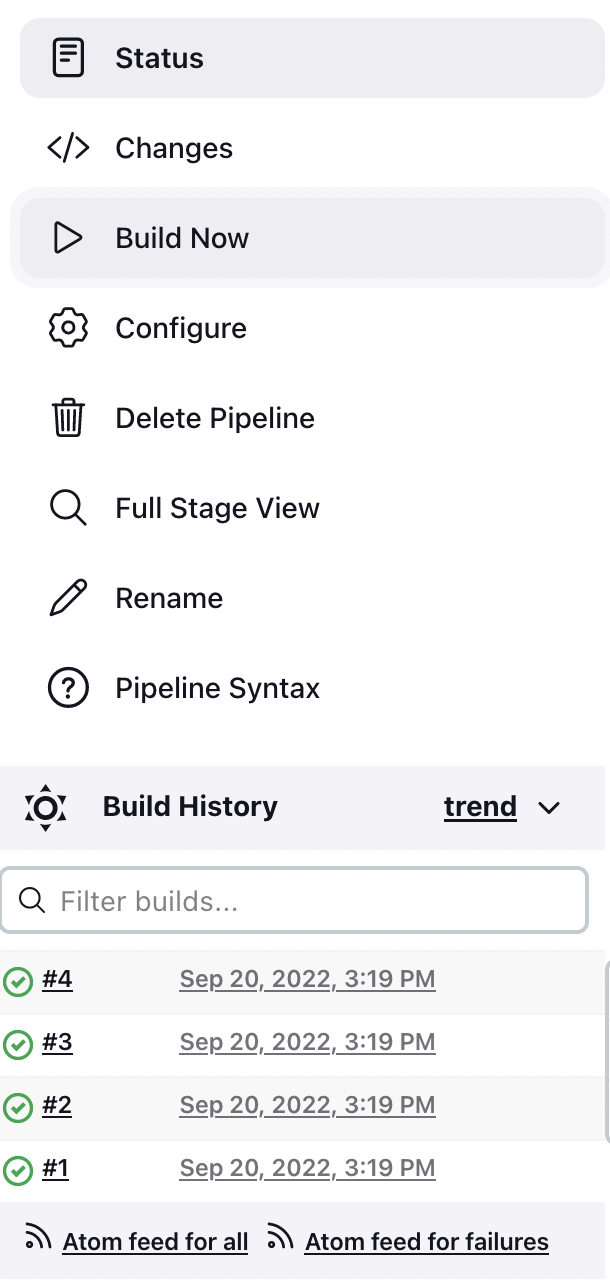 Status
Changes
Build Now
Configure
Delete Pipeline
Full Stage View
Rename
Pipeline Syntax
Build History trend
Filter builds...
#4 Sep 20, 2022, 3:19 PM
#3 Sep 20, 2022, 3:19 PM
#2 Sep 20, 2022, 3:19 PM
#1 Sep 20, 2022, 3:19 PM
Atom feed for all Atom feed for failures